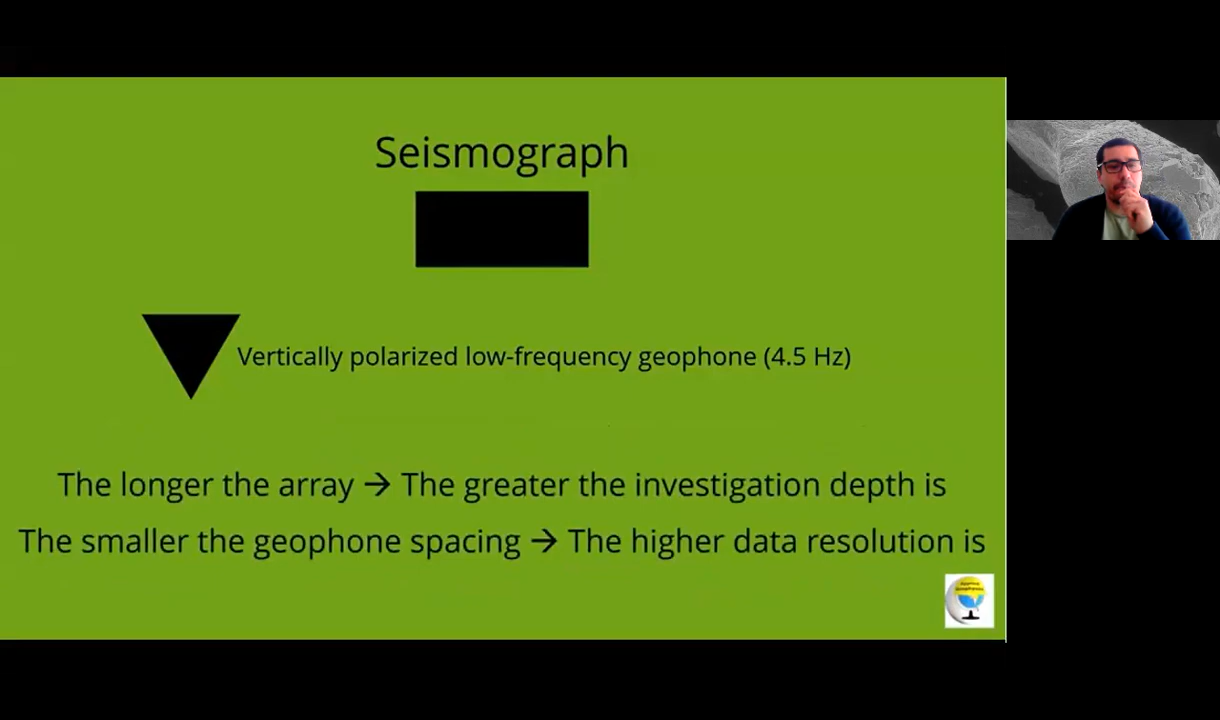 Seismograph
Vertically polarized low-frequency geophone (4.5 Hz)
The longer the array → The greater the investigation depth is
The smaller the geophone spacing → The higher data resolution is